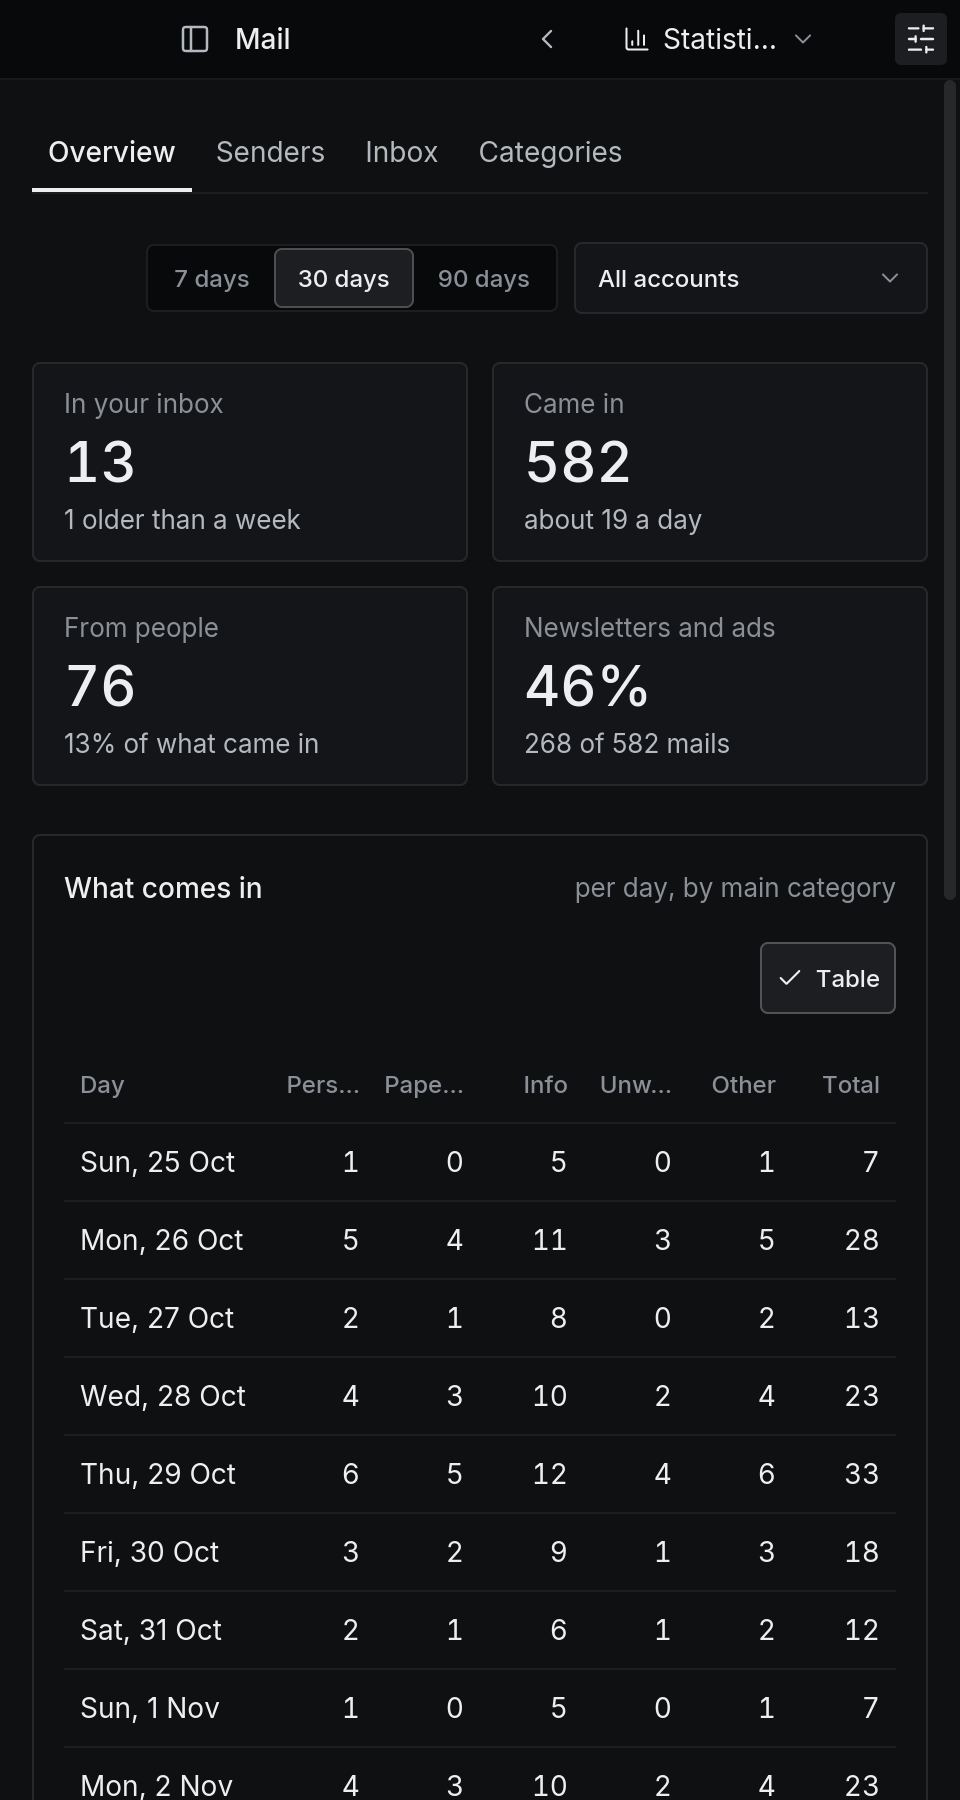 Mail
Statisti...
Overview Senders Inbox Categories
7 days 30 days 90 days All accounts
In your inbox
13
1 older than a week
Came in
582
about 19 a day
From people
76
13% of what came in
Newsletters and ads
46%
268 of 582 mails
What comes in per day, by main category
Table
Day Pers... Pape... Info Unw... Other Total
Sun, 25 Oct 1 0 5 0 1 7
Mon, 26 Oct 5 4 11 3 5 28
Tue, 27 Oct 2 1 8 0 2 13
Wed, 28 Oct 4 3 10 2 4 23
Thu, 29 Oct 6 5 12 4 6 33
Fri, 30 Oct 3 2 9 1 3 18
Sat, 31 Oct 2 1 6 1 2 12
Sun, 1 Nov 1 0 5 0 1 7
Mon, 2 Nov 4 3 10 2 4 23